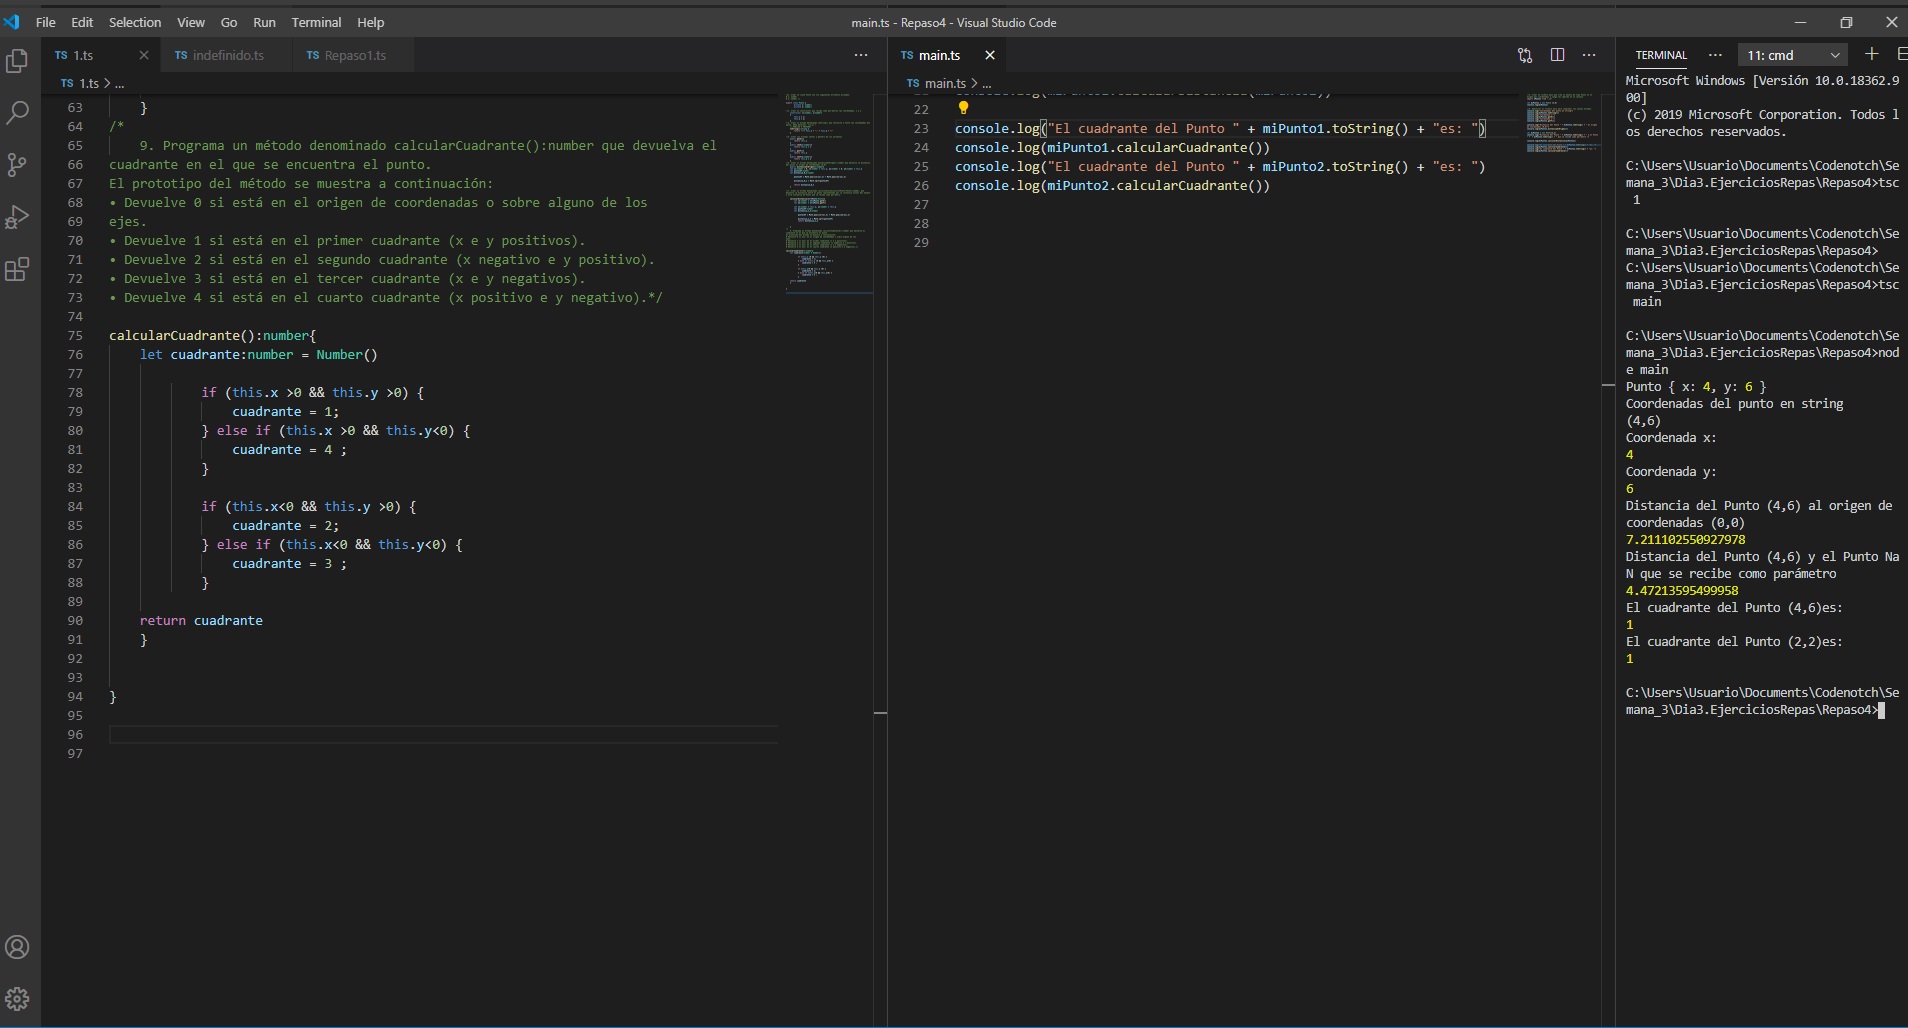 File Edit Selection View Go Run Terminal Help
main.ts - Repaso4 - Visual Studio Code
TS 1.ts
TS indefinido.ts
TS Repaso1.ts
TS 1.ts > ...
63 }
64 /*
65 9. Programa un método denominado calcularCuadrante():number que devuelva el
66 cuadrante en el que se encuentra el punto.
67 El prototipo del método se muestra a continuación:
68 • Devuelve 0 si está en el origen de coordenadas o sobre alguno de los
69 ejes.
70 • Devuelve 1 si está en el primer cuadrante (x e y positivos).
71 • Devuelve 2 si está en el segundo cuadrante (x negativo e y positivo).
72 • Devuelve 3 si está en el tercer cuadrante (x e y negativos).
73 • Devuelve 4 si está en el cuarto cuadrante (x positivo e y negativo).*/
74
75 calcularCuadrante():number{
76 let cuadrante:number = Number()
77
78 if (this.x >0 && this.y >0) {
79 cuadrante = 1;
80 } else if (this.x >0 && this.y<0) {
81 cuadrante = 4 ;
82 }
83
84 if (this.x<0 && this.y >0) {
85 cuadrante = 2;
86 } else if (this.x<0 && this.y<0) {
87 cuadrante = 3 ;
88 }
89
90 return cuadrante
91 }
92
93
94 }
95
96
97
TS main.ts
TS main.ts > ...
22
23 console.log("El cuadrante del Punto " + miPunto1.toString() + "es: ")
24 console.log(miPunto1.calcularCuadrante())
25 console.log("El cuadrante del Punto " + miPunto2.toString() + "es: ")
26 console.log(miPunto2.calcularCuadrante())
27
28
29
TERMINAL
11: cmd
Microsoft Windows [Versión 10.0.18362.9
00]
(c) 2019 Microsoft Corporation. Todos l
os derechos reservados.
C:\Users\Usuario\Documents\Codenotch\Se
mana_3\Dia3.EjerciciosRepas\Repaso4>tsc
1
C:\Users\Usuario\Documents\Codenotch\Se
mana_3\Dia3.EjerciciosRepas\Repaso4>
C:\Users\Usuario\Documents\Codenotch\Se
mana_3\Dia3.EjerciciosRepas\Repaso4>tsc
main
C:\Users\Usuario\Documents\Codenotch\Se
mana_3\Dia3.EjerciciosRepas\Repaso4>nod
e main
Punto { x: 4, y: 6 }
Coordenadas del punto en string
(4,6)
Coordenada x:
4
Coordenada y:
6
Distancia del Punto (4,6) al origen de
coordenadas (0,0)
7.211102550927978
Distancia del Punto (4,6) y el Punto Na
N que se recibe como parámetro
4.47213595499958
El cuadrante del Punto (4,6)es:
1
El cuadrante del Punto (2,2)es:
1
C:\Users\Usuario\Documents\Codenotch\Se
mana_3\Dia3.EjerciciosRepas\Repaso4>